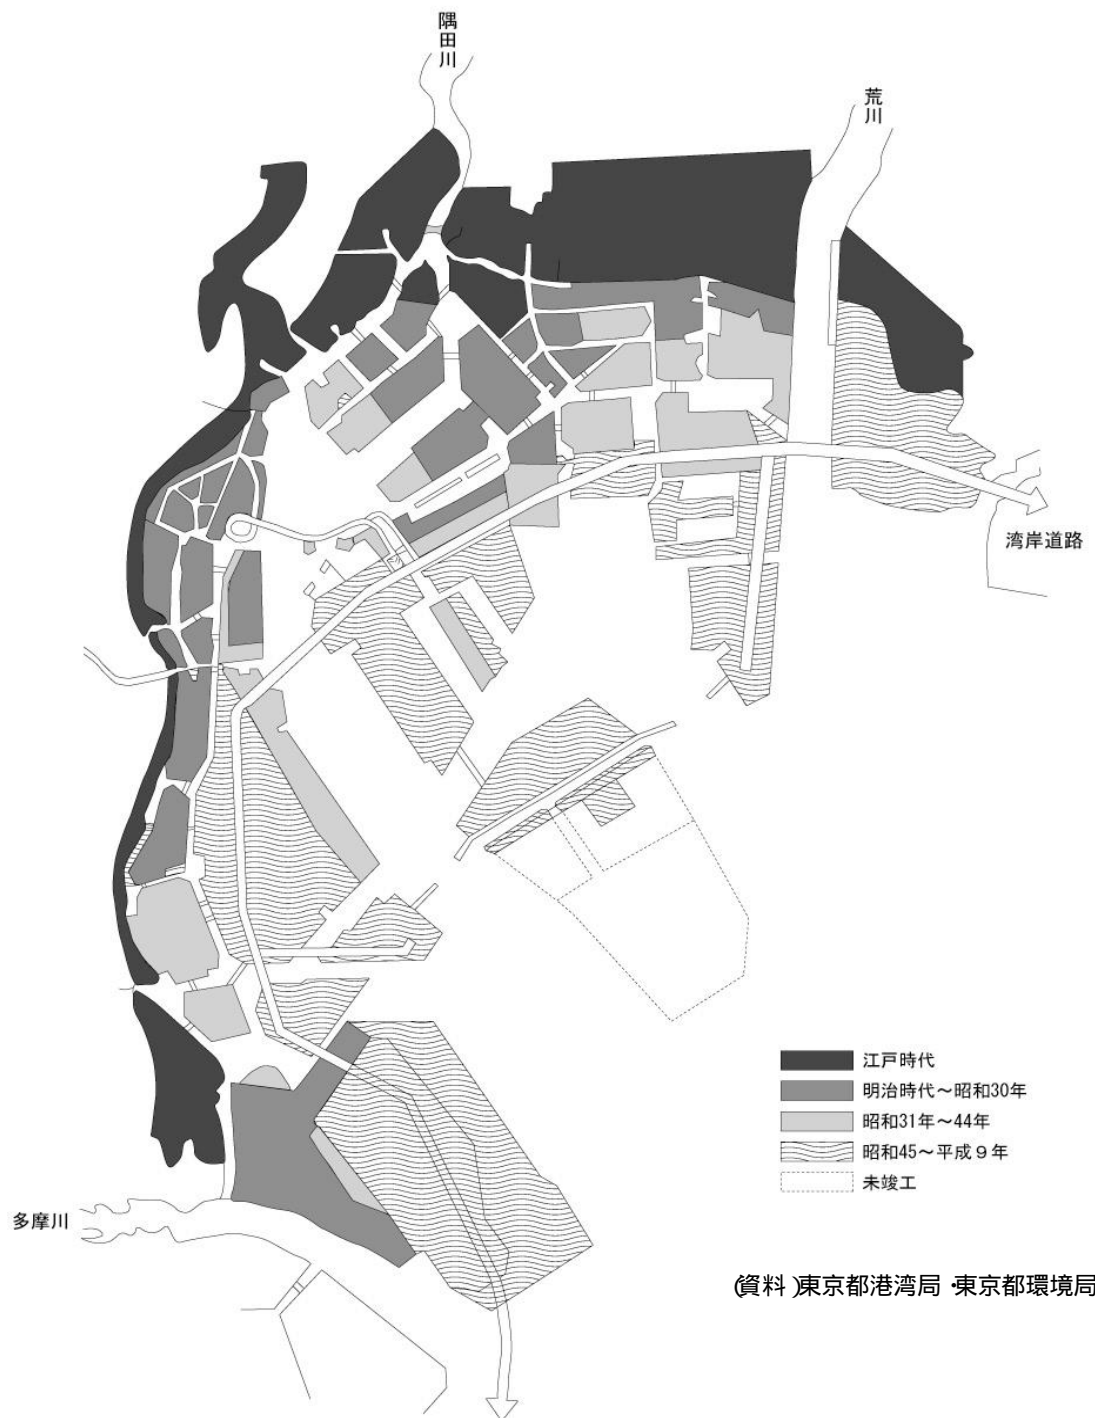 隅田川
荒川
湾岸道路
江戸時代
明治時代～昭和30年
昭和31年～44年
昭和45～平成９年
未竣工
多摩川
(資料)東京都港湾局・東京都環境局